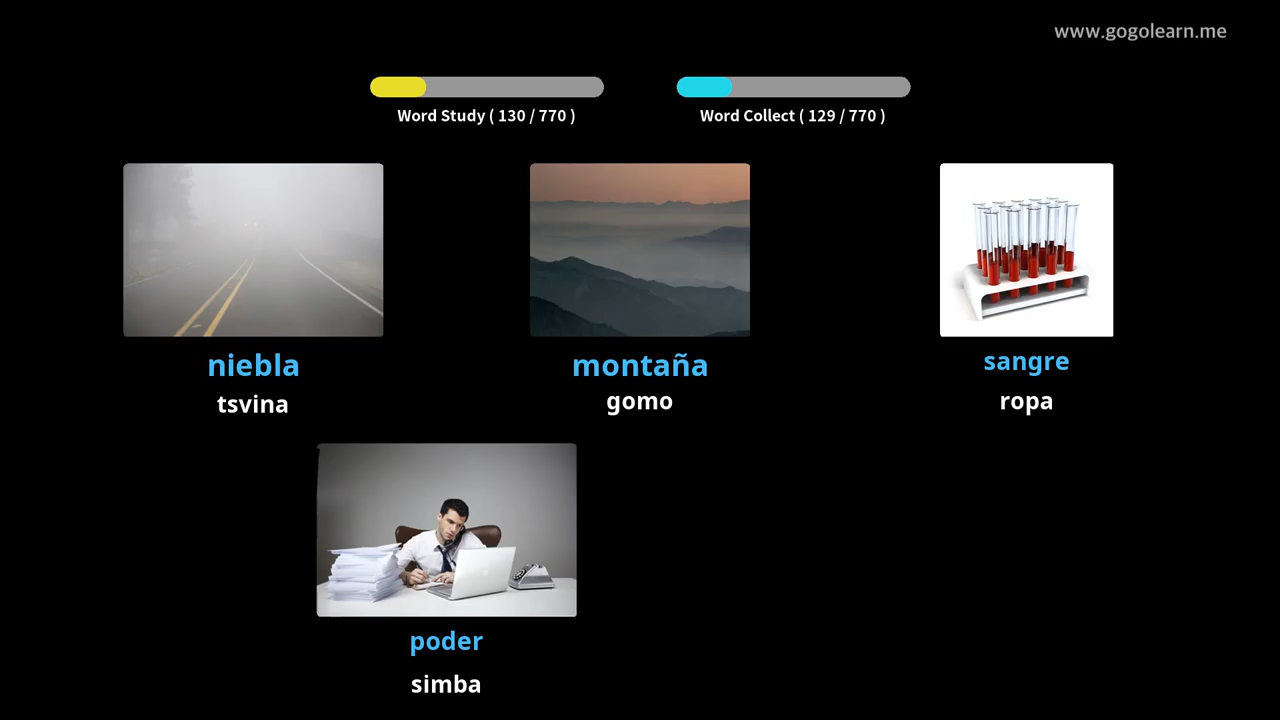 www.gogolearn.me
Word Study ( 130 / 770 )
Word Collect ( 129 / 770 )
niebla
tsvina
montaña
gomo
sangre
ropa
poder
simba